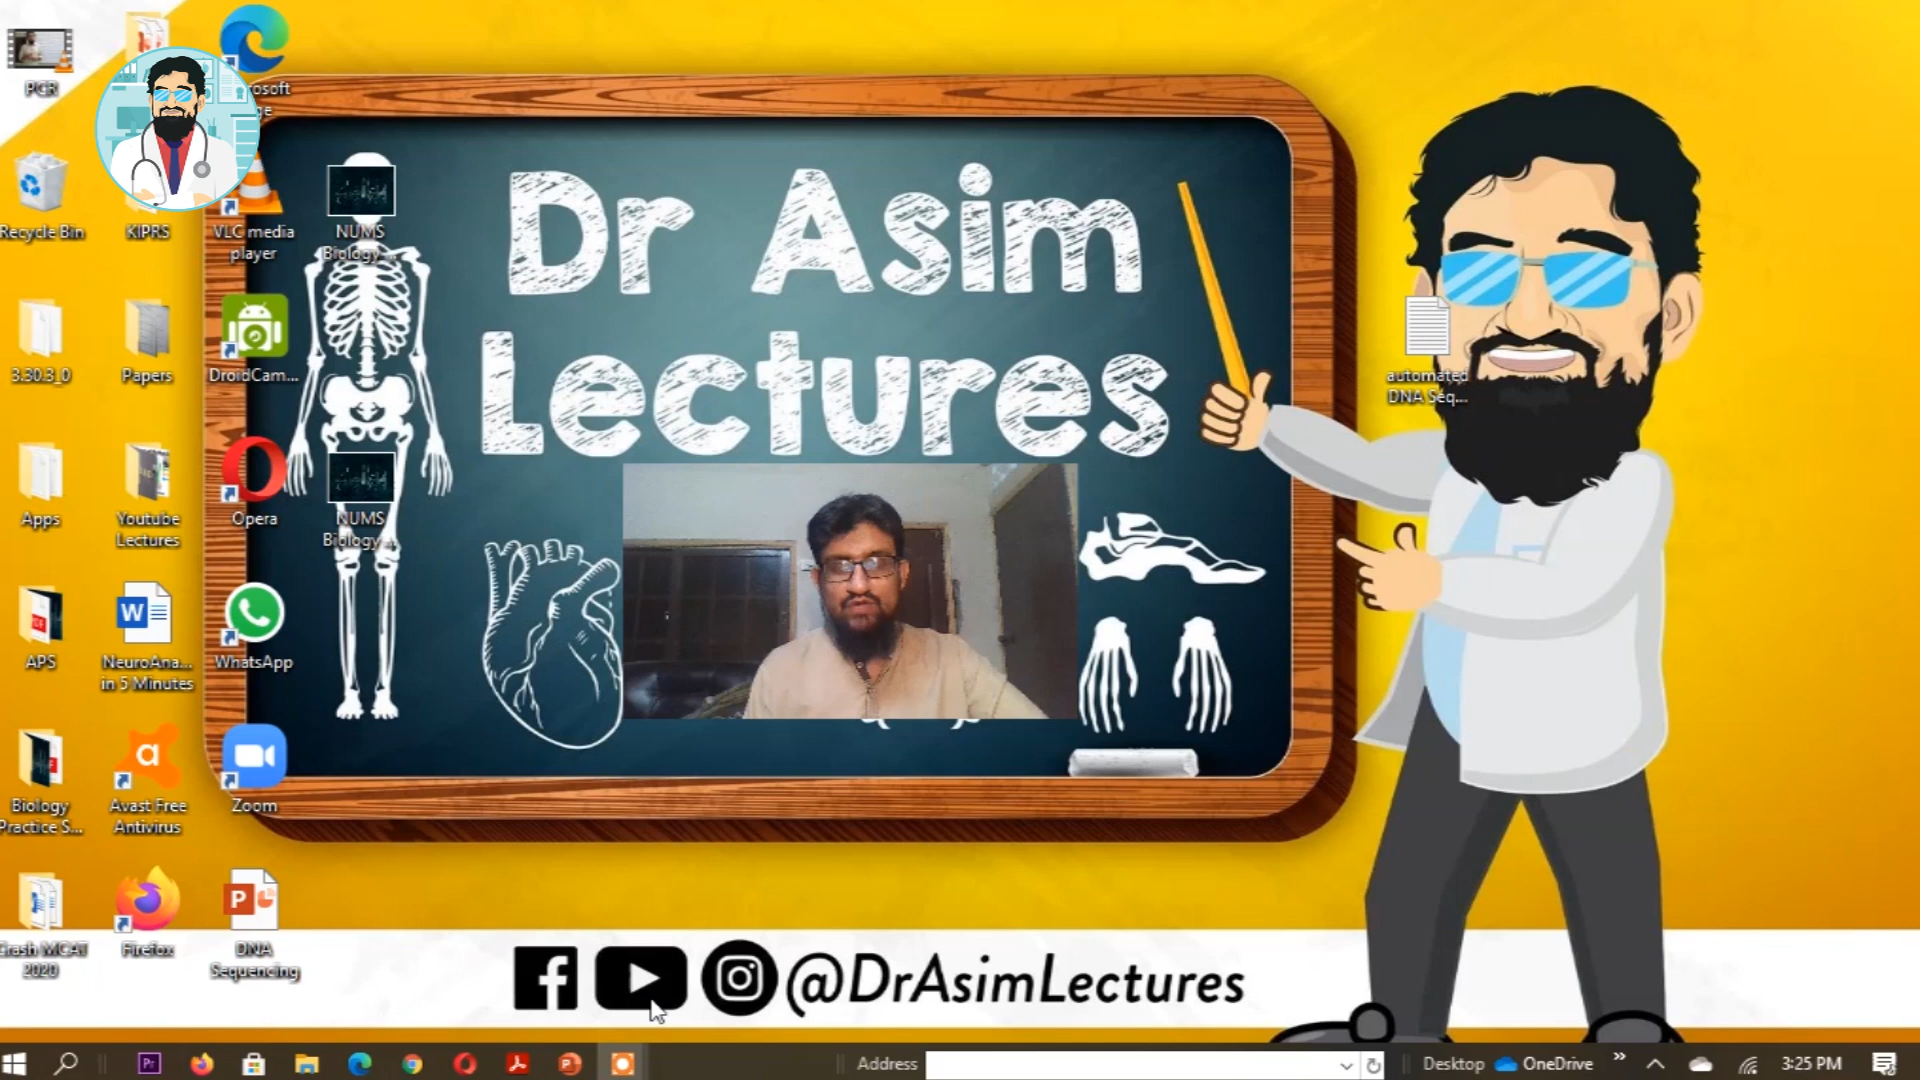 PCR
Recycle Bin
3.30.3_0
Apps
APS
Biology
Practice S...
Crash MCAT
2020
KIPRS
Papers
Youtube
Lectures
NeuroAna...
in 5 Minutes
Avast Free
Antivirus
Firefox
VLC media
player
DroidCam...
Opera
WhatsApp
Zoom
DNA
Sequencing
NUMS
Biology ...
NUMS
Biology ...
Dr Asim
Lectures
automated
DNA Seq...
@DrAsimLectures
Address
Desktop
OneDrive
3:25 PM